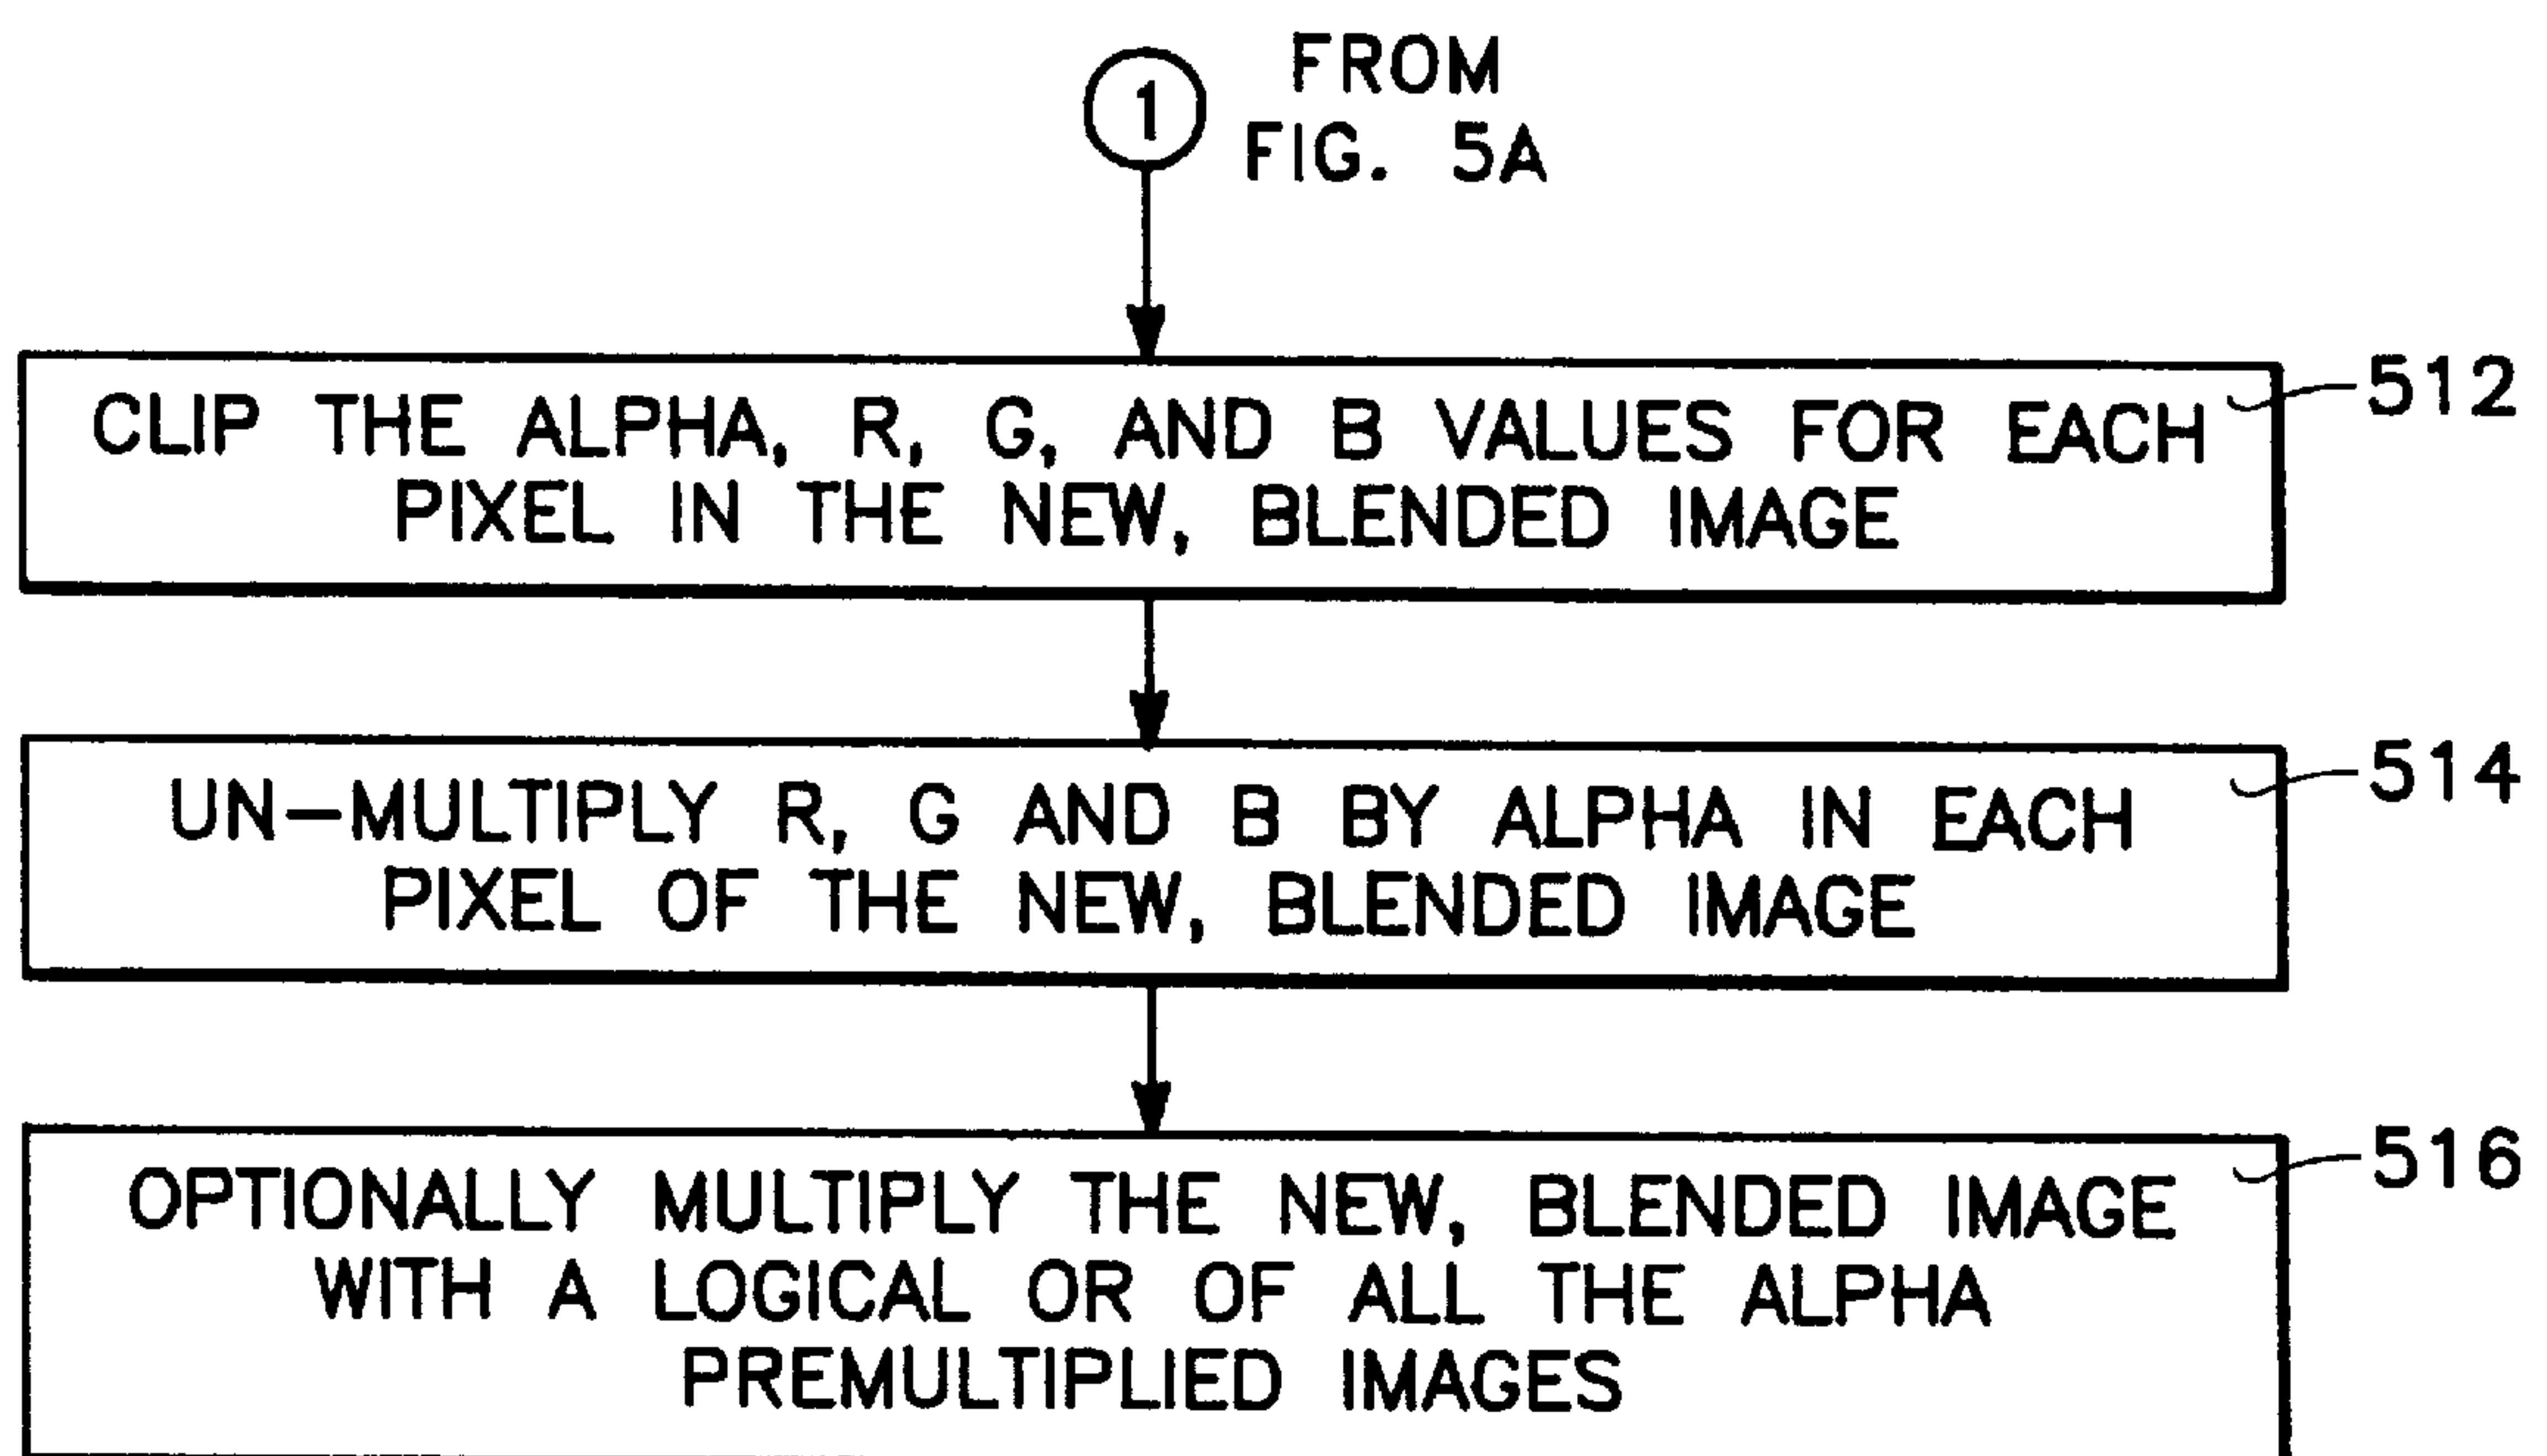 1
FROM
FIG. 5A
CLIP THE ALPHA, R, G, AND B VALUES FOR EACH
PIXEL IN THE NEW, BLENDED IMAGE
512
UN-MULTIPLY R, G AND B BY ALPHA IN EACH
PIXEL OF THE NEW, BLENDED IMAGE
514
OPTIONALLY MULTIPLY THE NEW, BLENDED IMAGE
WITH A LOGICAL OR OF ALL THE ALPHA
PREMULTIPLIED IMAGES
516